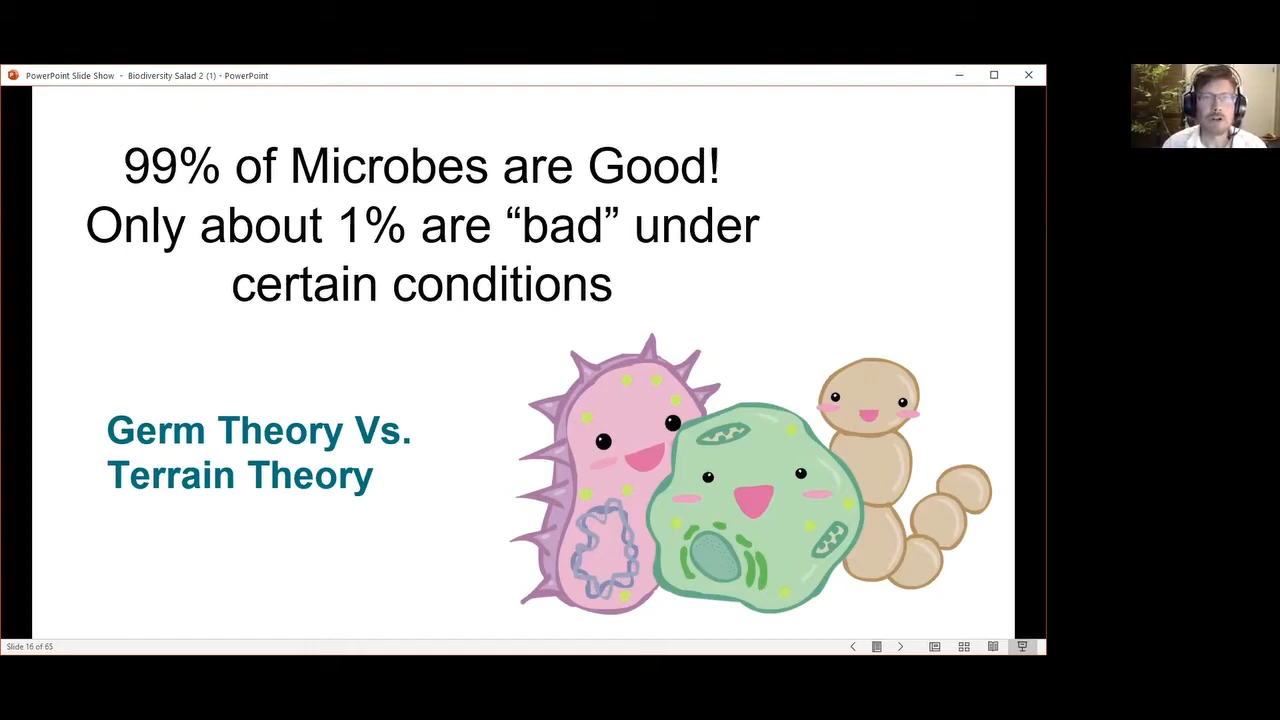 PowerPoint Slide Show - Biodiversity Salad 2 (1) - PowerPoint
99% of Microbes are Good!
Only about 1% are “bad” under
certain conditions
Germ Theory Vs.
Terrain Theory
Slide 16 of 65